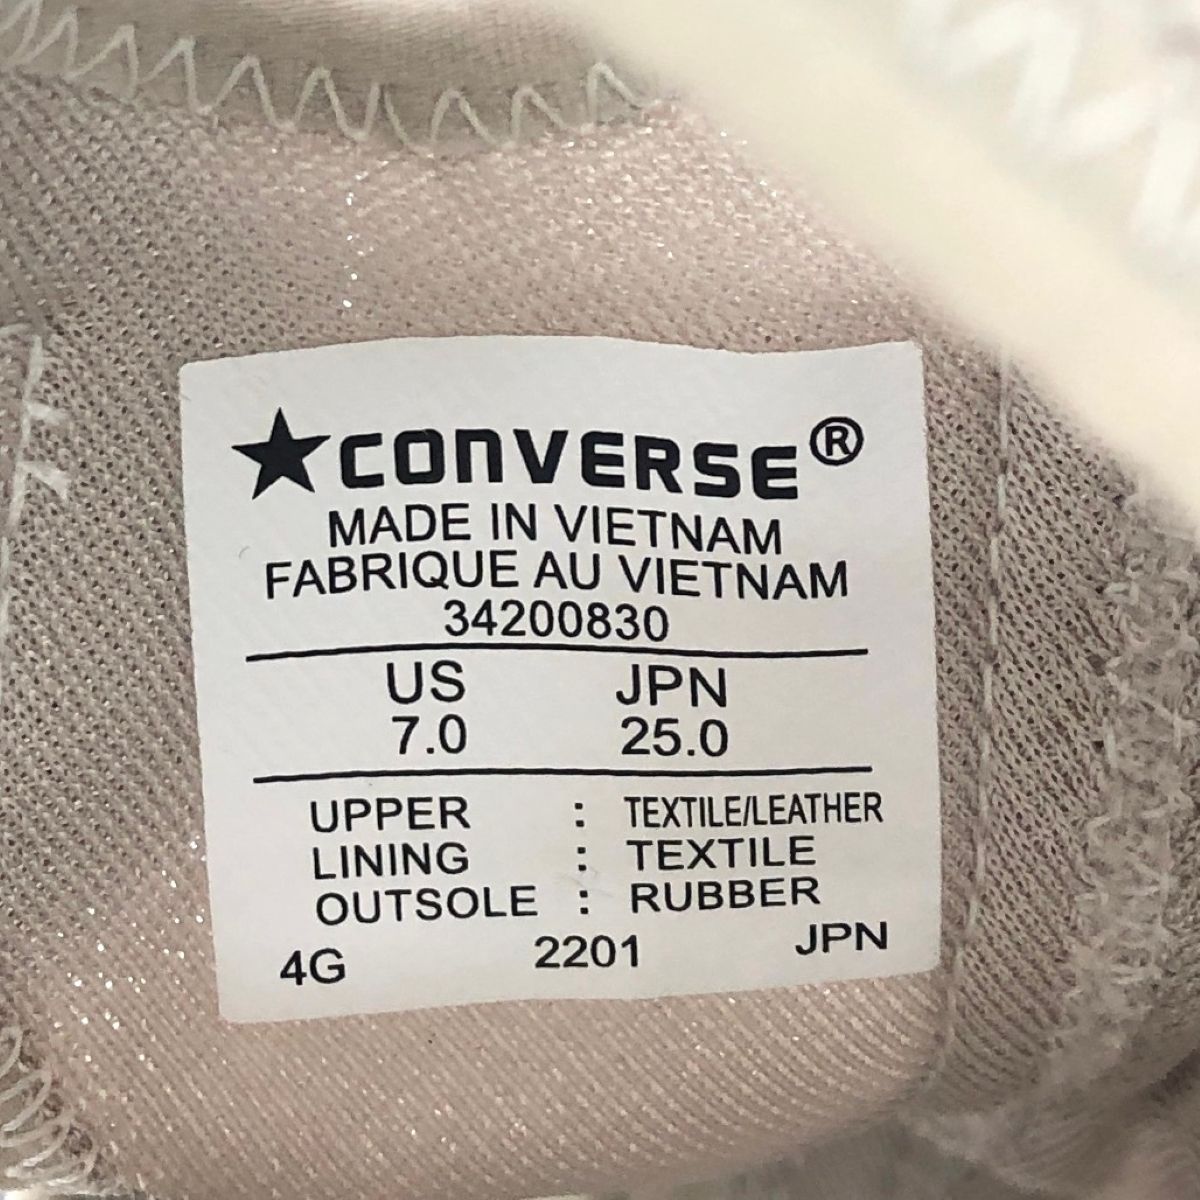 ★CONVERSE®
MADE IN VIETNAM
FABRIQUE AU VIETNAM
34200830
US JPN
7.0 25.0
UPPER : TEXTILE/LEATHER
LINING : TEXTILE
OUTSOLE : RUBBER
4G 2201 JPN